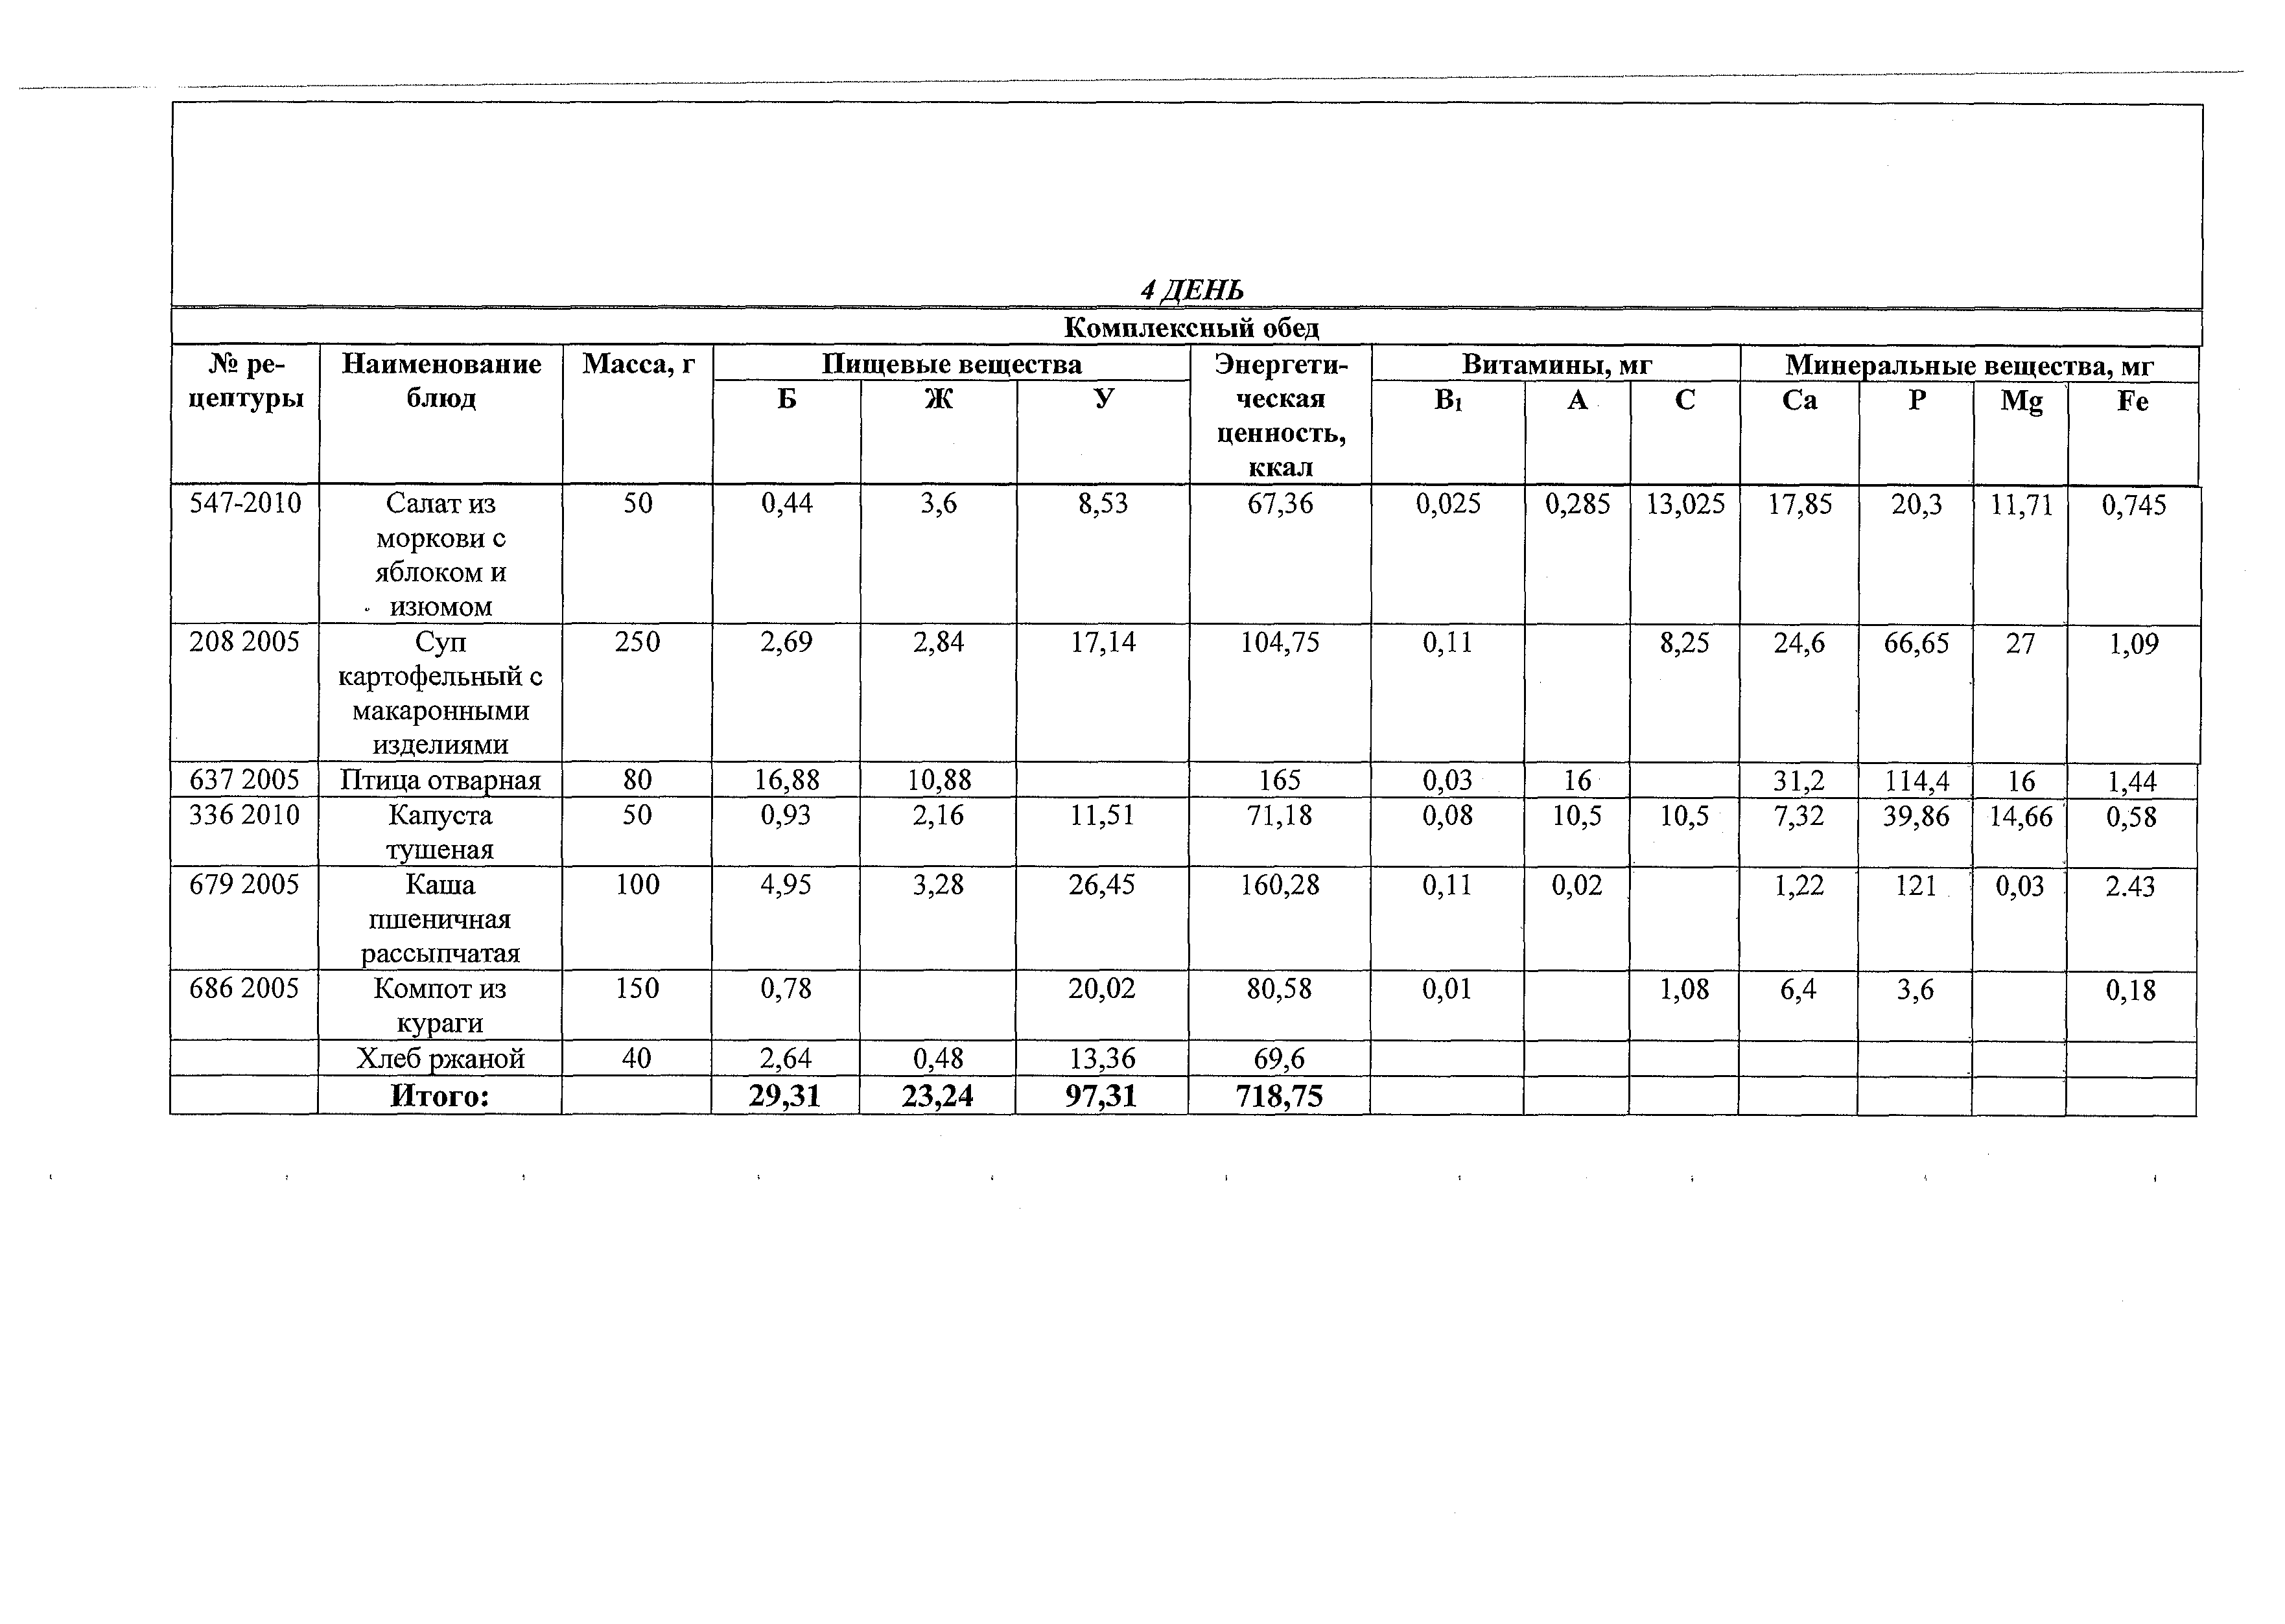 4 ДЕНЬ
Комплексный обед
№ ре- Наименование Масса, г Пищевые вещества Энергети- Витамины, мг Минеральные вещества, мг
цептуры блюд Б Ж У ческая B1 A C Ca P Mg Fe
ценность,
ккал
547-2010 Салат из 50 0,44 3,6 8,53 67,36 0,025 0,285 13,025 17,85 20,3 11,71 0,745
моркови с
яблоком и
изюмом
208 2005 Суп 250 2,69 2,84 17,14 104,75 0,11 8,25 24,6 66,65 27 1,09
картофельный с
макаронными
изделиями
637 2005 Птица отварная 80 16,88 10,88 165 0,03 16 31,2 114,4 16 1,44
336 2010 Капуста 50 0,93 2,16 11,51 71,18 0,08 10,5 10,5 7,32 39,86 14,66 0,58
тушеная
679 2005 Каша 100 4,95 3,28 26,45 160,28 0,11 0,02 1,22 121 0,03 2.43
пшеничная
рассыпчатая
686 2005 Компот из 150 0,78 20,02 80,58 0,01 1,08 6,4 3,6 0,18
кураги
Хлеб ржаной 40 2,64 0,48 13,36 69,6
Итого: 29,31 23,24 97,31 718,75